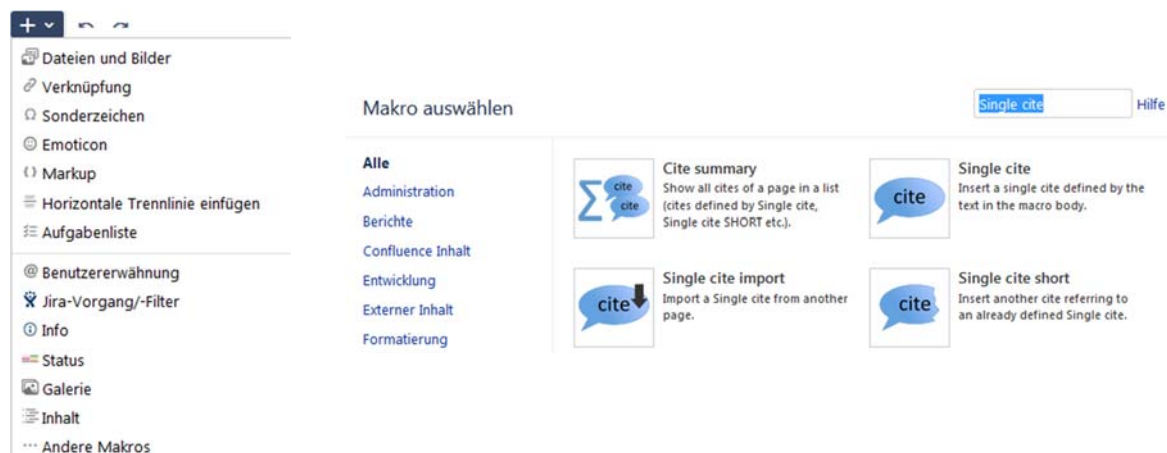 Dateien und Bilder
Verknüpfung
Sonderzeichen
Emoticon
Markup
Horizontale Trennlinie einfügen
Aufgabenliste
Benutzererwähnung
Jira-Vorgang/-Filter
Info
Status
Galerie
Inhalt
Andere Makros
Makro auswählen
Single cite
Hilfe
Alle
Administration
Berichte
Confluence Inhalt
Entwicklung
Externer Inhalt
Formatierung
cite
cite
Cite summary
Show all cites of a page in a list
(cites defined by Single cite,
Single cite SHORT etc.).
cite
Single cite
Insert a single cite defined by the
text in the macro body.
cite
Single cite import
Import a Single cite from another
page.
cite
Single cite short
Insert another cite referring to
an already defined Single cite.